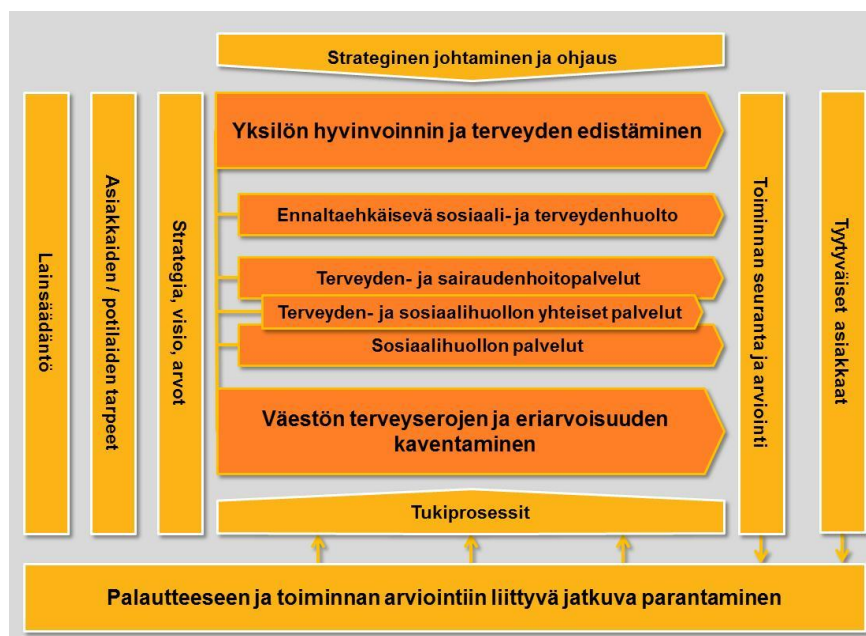 Strateginen johtaminen ja ohjaus
Lainsäädäntö
Asiakkaiden / potilaiden tarpeet
Strategia, visio, arvot
Yksilön hyvinvoinnin ja terveyden edistäminen
Ennaltaehkäisevä sosiaali- ja terveydenhuolto
Terveyden- ja sairaudenhoitopalvelut
Terveyden- ja sosiaalihuollon yhteiset palvelut
Sosiaalihuollon palvelut
Väestön terveyserojen ja eriarvoisuuden
kaventaminen
Toiminnan seuranta ja arviointi
Tyytyväiset asiakkaat
Tukiprosessit
Palautteeseen ja toiminnan arviointiin liittyvä jatkuva parantaminen